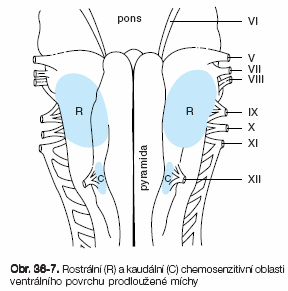 pons
VI
V
VII
VIII
R
R
IX
X
XI
pyramida
C
C
XII
Obr. 36-7. Rostrální (R) a kaudální (C) chemosenzitivní oblasti
ventrálního povrchu prodloužené míchy